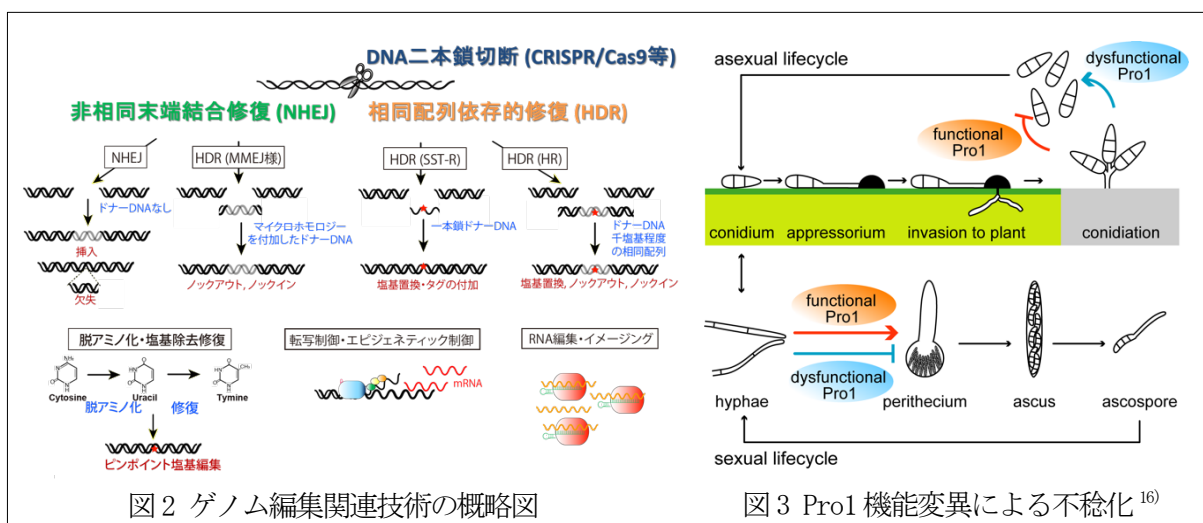 DNA二本鎖切断 (CRISPR/Cas9等)
非相同末端結合修復 (NHEJ)
相同配列依存的修復 (HDR)
NHEJ
HDR (MMEJ様)
HDR (SST-R)
HDR (HR)
ドナーDNAなし
マイクロホモロジー
を付加したドナーDNA
一本鎖ドナーDNA
ドナーDNA
千塩基程度
の相同配列
挿入
欠失
ノックアウト, ノックイン
塩基置換・タグの付加
塩基置換, ノックアウト, ノックイン
脱アミノ化・塩基除去修復
転写制御・エピジェネティック制御
RNA編集・イメージング
NH₂
N
N
H
O
O
NH
N
H
O
O
CH₃
NH
N
H
O
Cytosine
Uracil
Tymine
脱アミノ化
修復
ピンポイント塩基編集
mRNA
図2 ゲノム編集関連技術の概略図
asexual lifecycle
dysfunctional
Pro1
functional
Pro1
conidium
appressorium
invasion to plant
conidiation
functional
Pro1
dysfunctional
Pro1
hyphae
perithecium
ascus
ascospore
sexual lifecycle
図3 Pro1 機能変異による不稔化 16)